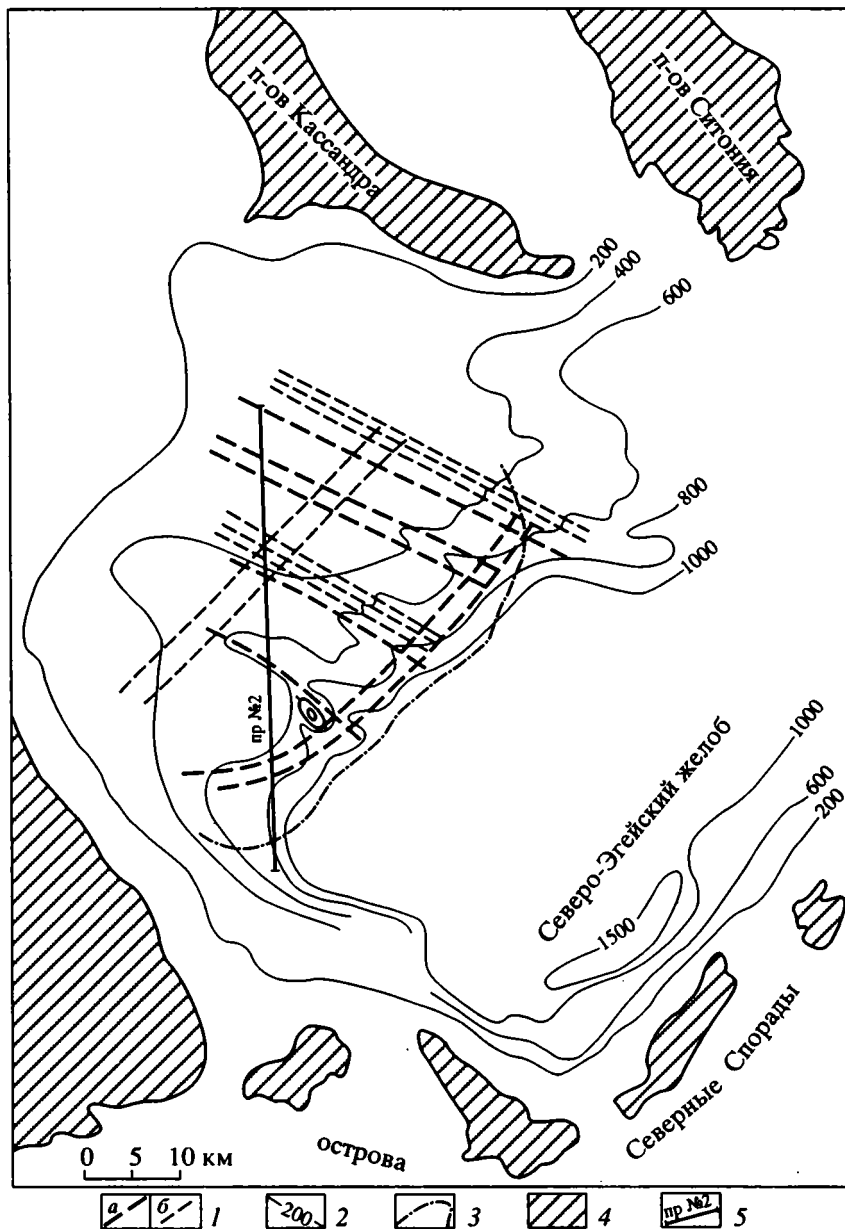 п-ов Кассандра
п-ов Ситония
200
400
600
800
1000
пр №2
1000
600
200
Северо-Эгейский желоб
1500
Северные Спорады
острова
0 5 10 км
а б 1 200 2 3 4 пр №2 5